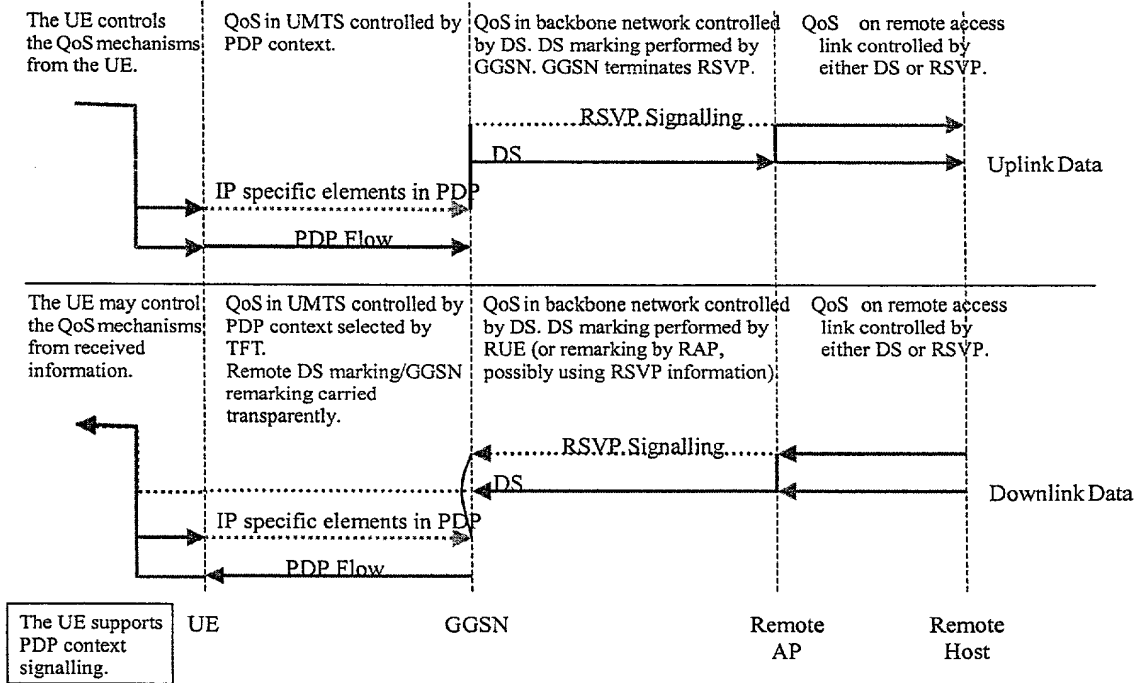 The UE controls
the QoS mechanisms
from the UE.
QoS in UMTS controlled by
PDP context.
QoS in backbone network controlled
by DS. DS marking performed by
GGSN. GGSN terminates RSVP.
QoS on remote access
link controlled by
either DS or RSVP.
RSVP Signalling
DS
Uplink Data
IP specific elements in PDP
PDP Flow
The UE may control
the QoS mechanisms
from received
information.
QoS in UMTS controlled by
PDP context selected by
TFT.
Remote DS marking/GGSN
remarking carried
transparently.
QoS in backbone network controlled
by DS. DS marking performed by
RUE (or remarking by RAP,
possibly using RSVP information)
QoS on remote access
link controlled by
either DS or RSVP.
RSVP Signalling
DS
Downlink Data
IP specific elements in PDP
PDP Flow
The UE supports
PDP context
signalling.
UE
GGSN
Remote
AP
Remote
Host